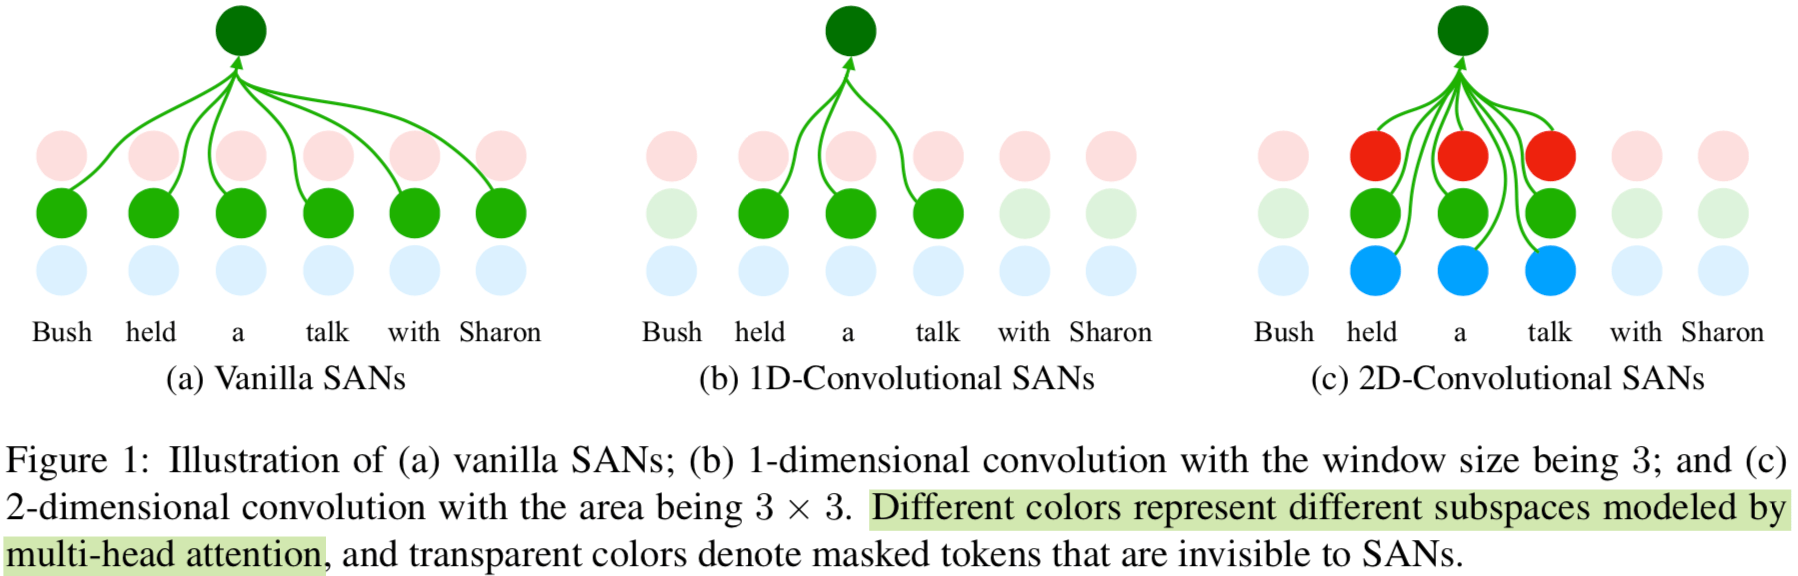 Bush held a talk with Sharon
Bush held a talk with Sharon
Bush held a talk with Sharon
(a) Vanilla SANs
(b) 1D-Convolutional SANs
(c) 2D-Convolutional SANs
Figure 1: Illustration of (a) vanilla SANs; (b) 1-dimensional convolution with the window size being 3; and (c)
2-dimensional convolution with the area being 3 × 3. Different colors represent different subspaces modeled by
multi-head attention, and transparent colors denote masked tokens that are invisible to SANs.